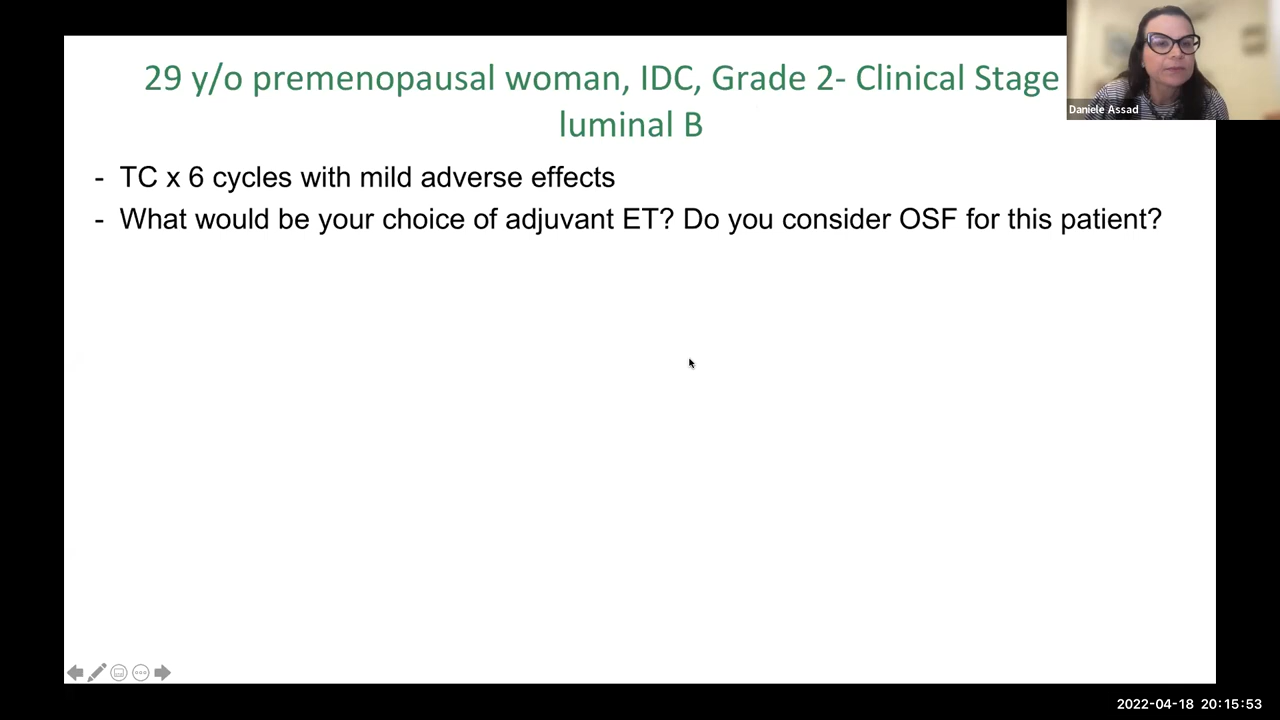 29 y/o premenopausal woman, IDC, Grade 2- Clinical Stage
luminal B
Daniele Assad
- TC x 6 cycles with mild adverse effects
- What would be your choice of adjuvant ET? Do you consider OSF for this patient?
2022-04-18 20:15:53